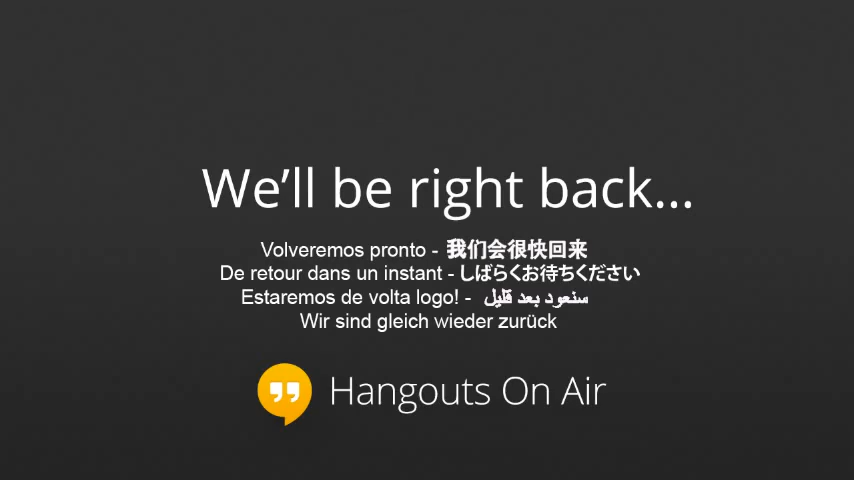 We'll be right back...
Volveremos pronto - 我们会很快回来
De retour dans un instant - しばらくお待ちください
Estaremos de volta logo! - سنعود بعد قليل
Wir sind gleich wieder zurück
Hangouts On Air